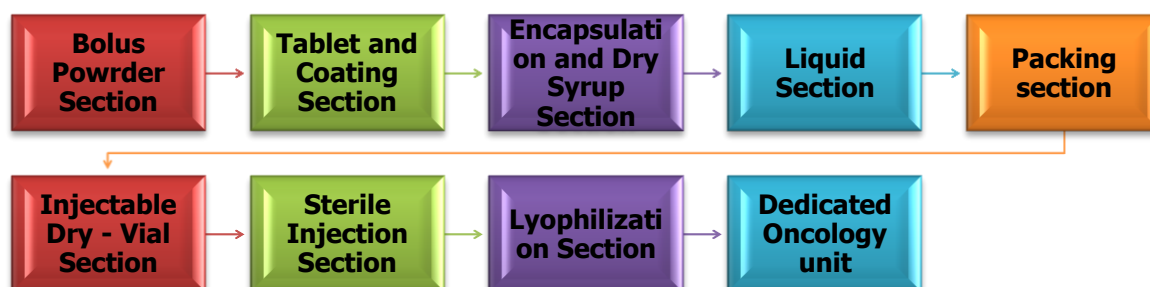 Bolus
Powrder
Section
Tablet and
Coating
Section
Encapsulati
on and Dry
Syrup
Section
Liquid
Section
Packing
section
Injectable
Dry - Vial
Section
Sterile
Injection
Section
Lyophilizati
on Section
Dedicated
Oncology
unit